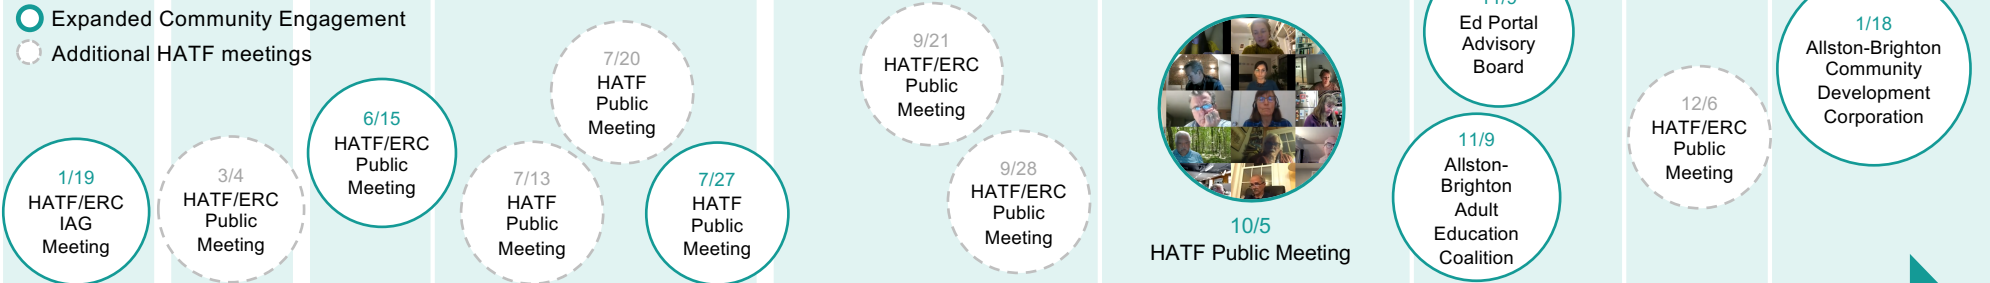 Expanded Community Engagement
Additional HATF meetings
1/19
HATF/ERC
IAG
Meeting
3/4
HATF/ERC
Public
Meeting
6/15
HATF/ERC
Public
Meeting
7/13
HATF
Public
Meeting
7/20
HATF
Public
Meeting
7/27
HATF
Public
Meeting
9/21
HATF/ERC
Public
Meeting
9/28
HATF/ERC
Public
Meeting
10/5
HATF Public Meeting
Ed Portal
Advisory
Board
11/9
Allston-
Brighton
Adult
Education
Coalition
12/6
HATF/ERC
Public
Meeting
1/18
Allston-Brighton
Community
Development
Corporation